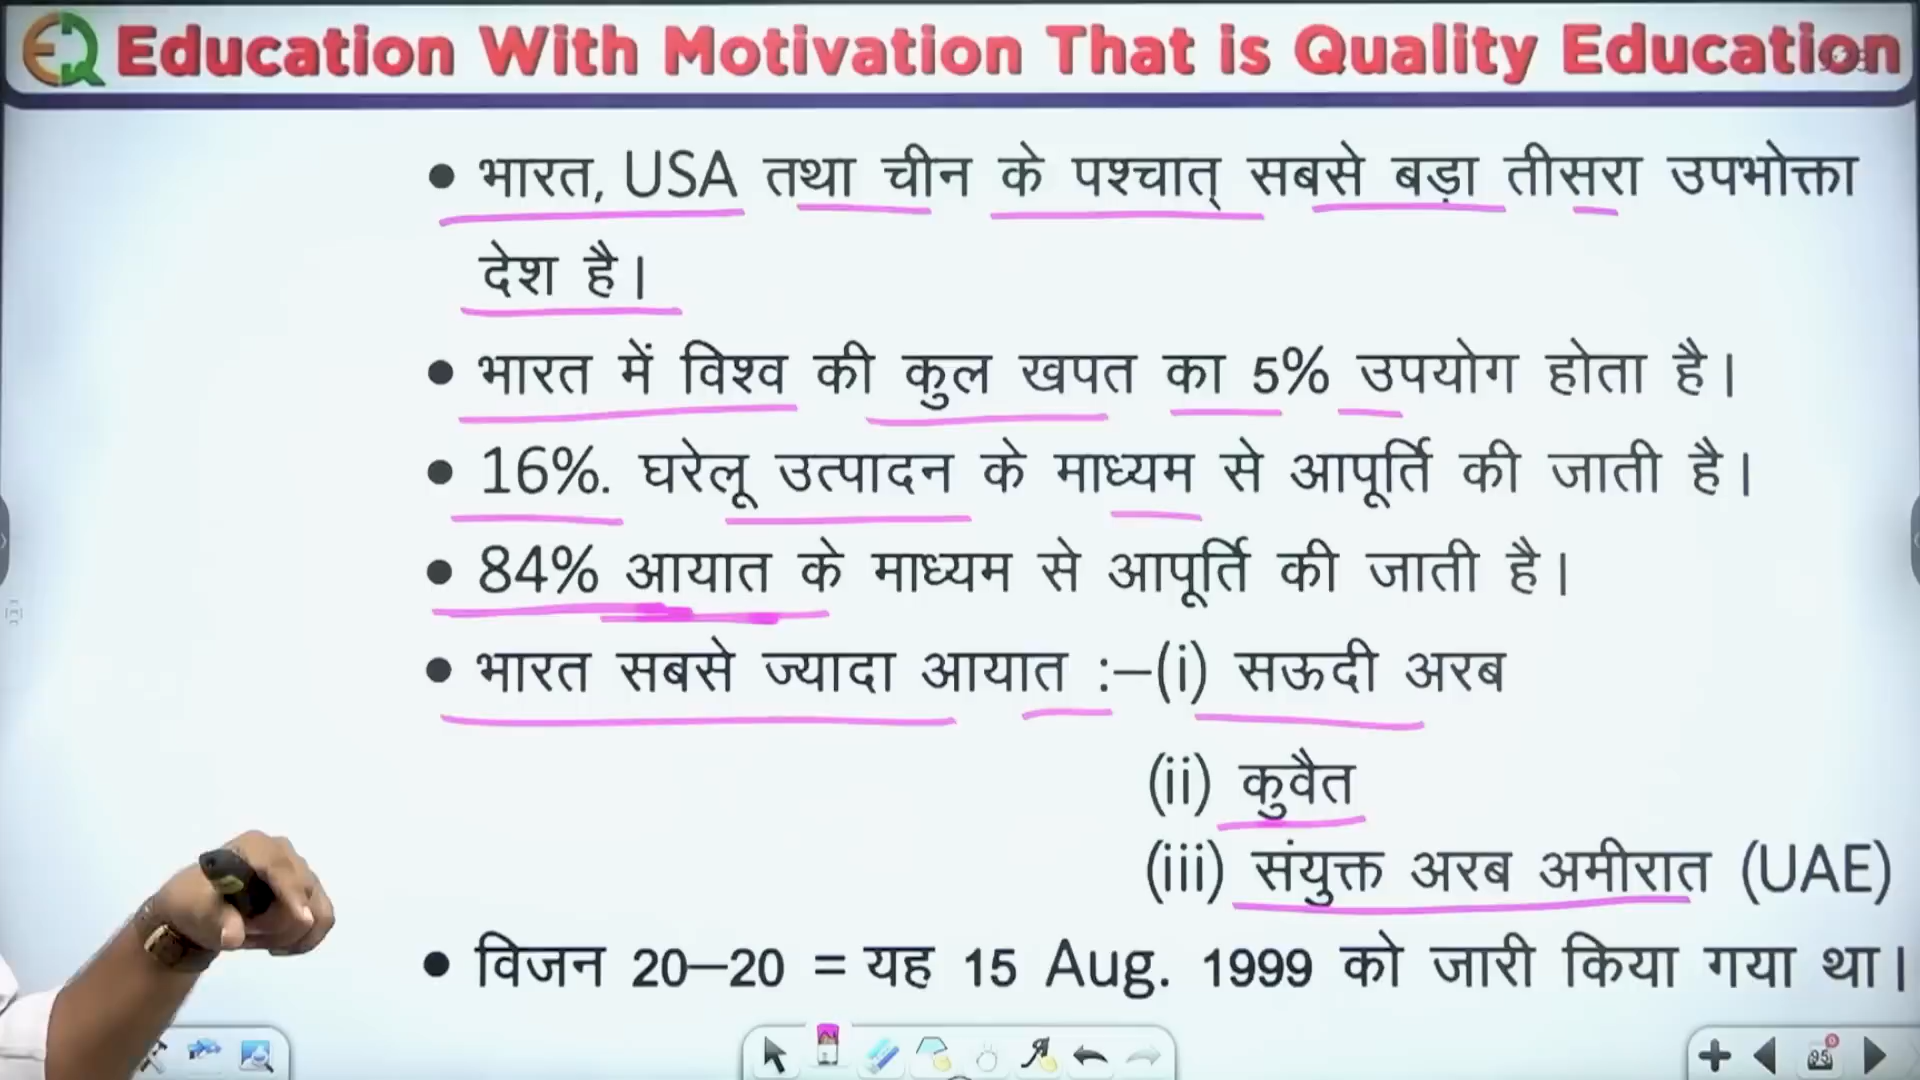 Education With Motivation That is Quality Education
• भारत, USA तथा चीन के पश्चात् सबसे बड़ा तीसरा उपभोक्ता
देश है।
• भारत में विश्व की कुल खपत का 5% उपयोग होता है।
• 16%. घरेलू उत्पादन के माध्यम से आपूर्ति की जाती है।
• 84% आयात के माध्यम से आपूर्ति की जाती है।
• भारत सबसे ज्यादा आयात :–(i) सऊदी अरब
(ii) कुवैत
(iii) संयुक्त अरब अमीरात (UAE)
• विजन 20–20 = यह 15 Aug. 1999 को जारी किया गया था।